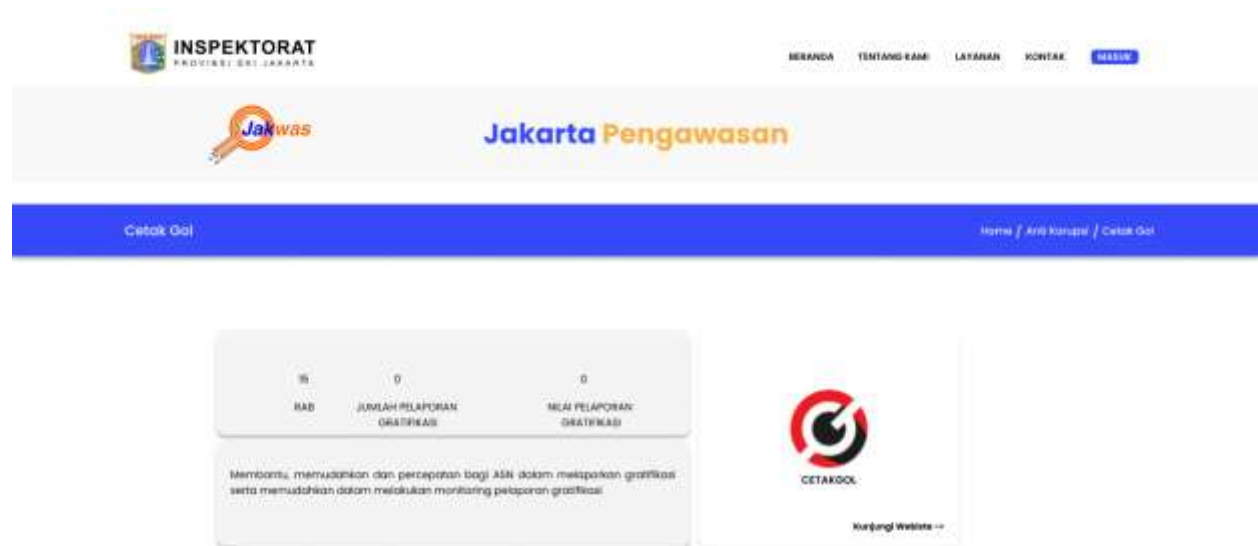 INSPEKTORAT
PROVINSI DKI JAKARTA
BERANDA TENTANG KAMI LAYANAN KONTAK MASUK
Jakwas
Jakarta Pengawasan
Cetak Gol
Home / Anti Korupsi / Cetak Gol
15 0 0
RAB JUMLAH PELAPORAN GRATIFIKASI NILAI PELAPORAN GRATIFIKASI
Membantu, memudahkan dan percepatan bagi ASN dalam melaporkan gratifikasi
serta memudahkan dalam melakukan monitoring pelaporan gratifikasi
CETAKGOL
Kunjungi Webiste